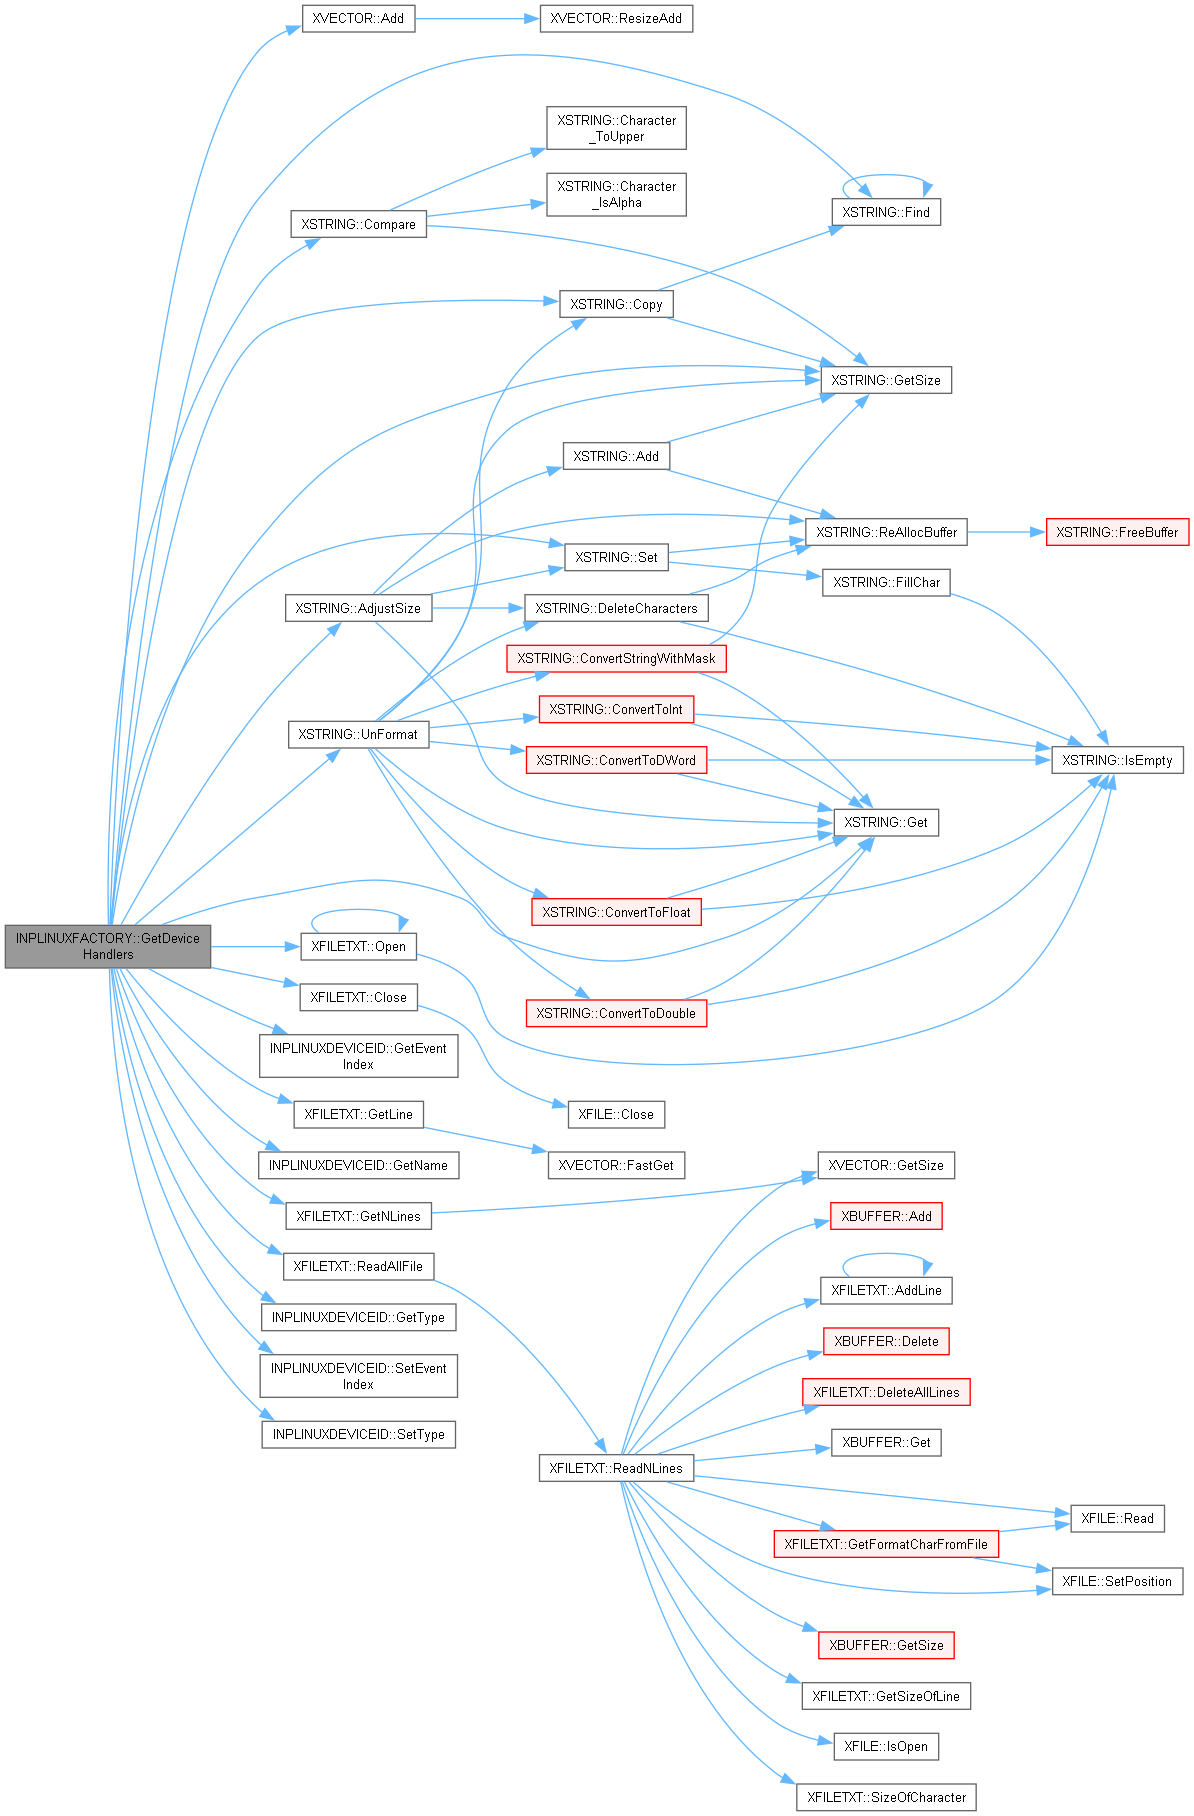 XVECTOR::Add
XVECTOR::ResizeAdd
XSTRING::Character
_ToUpper
XSTRING::Character
_IsAlpha
XSTRING::Find
XSTRING::Compare
XSTRING::Copy
XSTRING::GetSize
XSTRING::Add
XSTRING::ReAllocBuffer
XSTRING::FreeBuffer
XSTRING::Set
XSTRING::FillChar
XSTRING::AdjustSize
XSTRING::DeleteCharacters
XSTRING::ConvertStringWithMask
XSTRING::ConvertToInt
XSTRING::UnFormat
XSTRING::ConvertToDWord
XSTRING::IsEmpty
XSTRING::Get
XSTRING::ConvertToFloat
INPLINUXFACTORY::GetDevice
Handlers
XFILETXT::Open
XFILETXT::Close
XSTRING::ConvertToDouble
INPLINUXDEVICEID::GetEvent
Index
XFILETXT::GetLine
XFILE::Close
INPLINUXDEVICEID::GetName
XVECTOR::FastGet
XVECTOR::GetSize
XFILETXT::GetNLines
XBUFFER::Add
XFILETXT::ReadAllFile
XFILETXT::AddLine
INPLINUXDEVICEID::GetType
XBUFFER::Delete
INPLINUXDEVICEID::SetEvent
Index
XFILETXT::DeleteAllLines
INPLINUXDEVICEID::SetType
XBUFFER::Get
XFILETXT::ReadNLines
XFILE::Read
XFILETXT::GetFormatCharFromFile
XFILE::SetPosition
XBUFFER::GetSize
XFILETXT::GetSizeOfLine
XFILE::IsOpen
XFILETXT::SizeOfCharacter